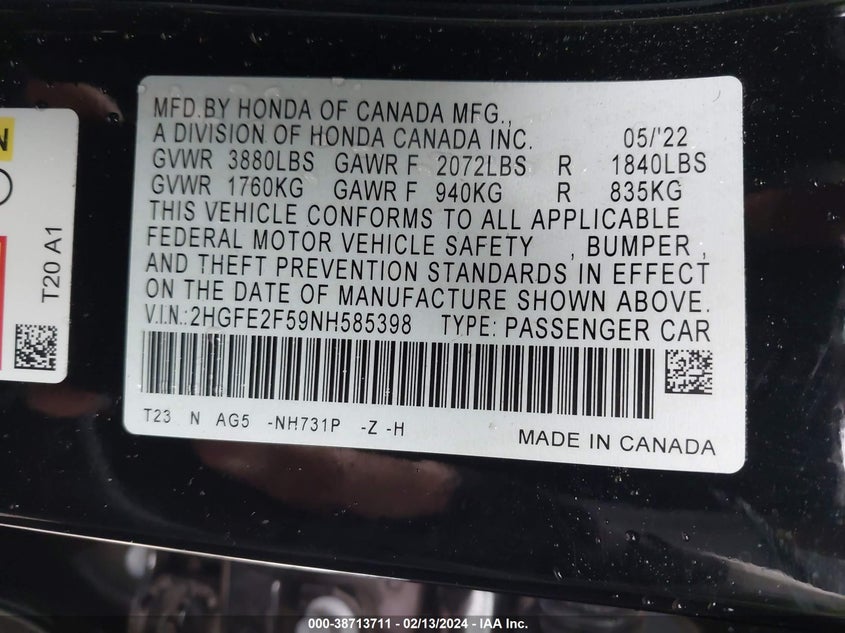 MFD.BY HONDA OF CANADA MFG.,
A DIVISION OF HONDA CANADA INC. 05/'22
GVWR 3880LBS GAWR F 2072LBS R 1840LBS
GVWR 1760KG GAWR F 940KG R 835KG
THIS VEHICLE CONFORMS TO ALL APPLICABLE
FEDERAL MOTOR VEHICLE SAFETY , BUMPER ,
AND THEFT PREVENTION STANDARDS IN EFFECT
ON THE DATE OF MANUFACTURE SHOWN ABOVE.
V.I.N.:2HGFE2F59NH585398 TYPE: PASSENGER CAR
T23 N AG5 -NH731P -Z -H
MADE IN CANADA
T20 A1
N
000-38713711 - 02/13/2024 - IAA Inc.